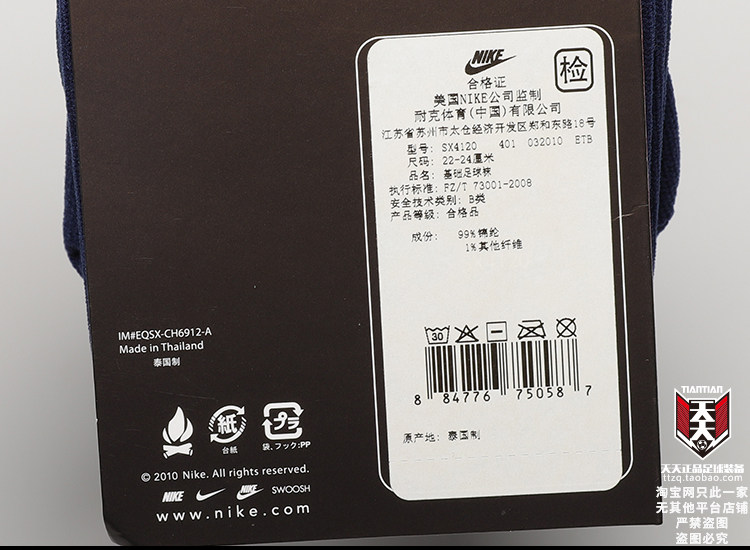 NIKE
检
合格证
美国NIKE公司监制
耐克体育(中国)有限公司
江苏省苏州市太仓经济开发区郑和东路18号
型号: SX4120 401 032010 ETB
尺码: 22-24厘米
品名: 基础足球袜
执行标准: FZ/T 73001-2008
安全技术类别: B类
产品等级: 合格品
成份: 99%锦纶
1%其他纤维
30
8 84776 75058 7
原产地: 泰国制
IM#EQSX-CH6912-A
Made in Thailand
泰国制
紙
台紙
プラ
袋、フック:PP
© 2010 Nike. All rights reserved.
NIKE
NIKE
SWOOSH
www.nike.com
TIANTIAN
天天
天天正品足球装备
ttzq.taobao.com
淘宝网只此一家
无其他平台店铺
严禁盗图
盗图必究